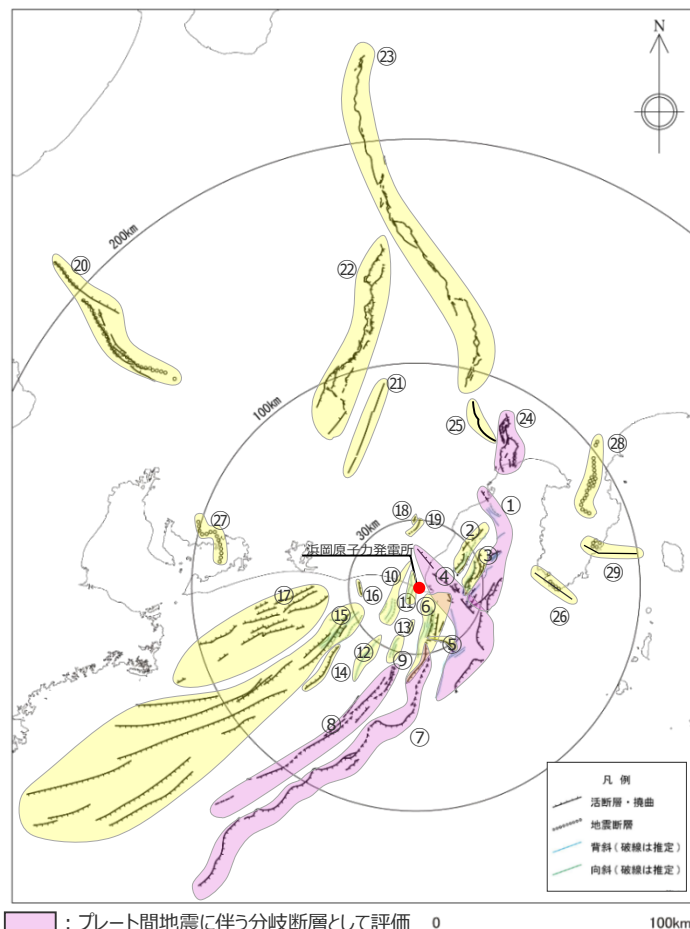 ㉓
N
200km
⑳
㉒
㉑
100km
㉕
㉔
㉘
①
30km
⑱
⑲
㉗
②
浜岡原子力発電所
③
㉙
④
⑩
⑪
⑯
⑰
⑥
㉖
⑮
⑬
⑤
⑫
⑨
⑭
⑧
⑦
凡 例
活断層・撓曲
地震断層
背斜（破線は推定）
向斜（破線は推定）
：プレート間地震に伴う分岐断層として評価
0 100km